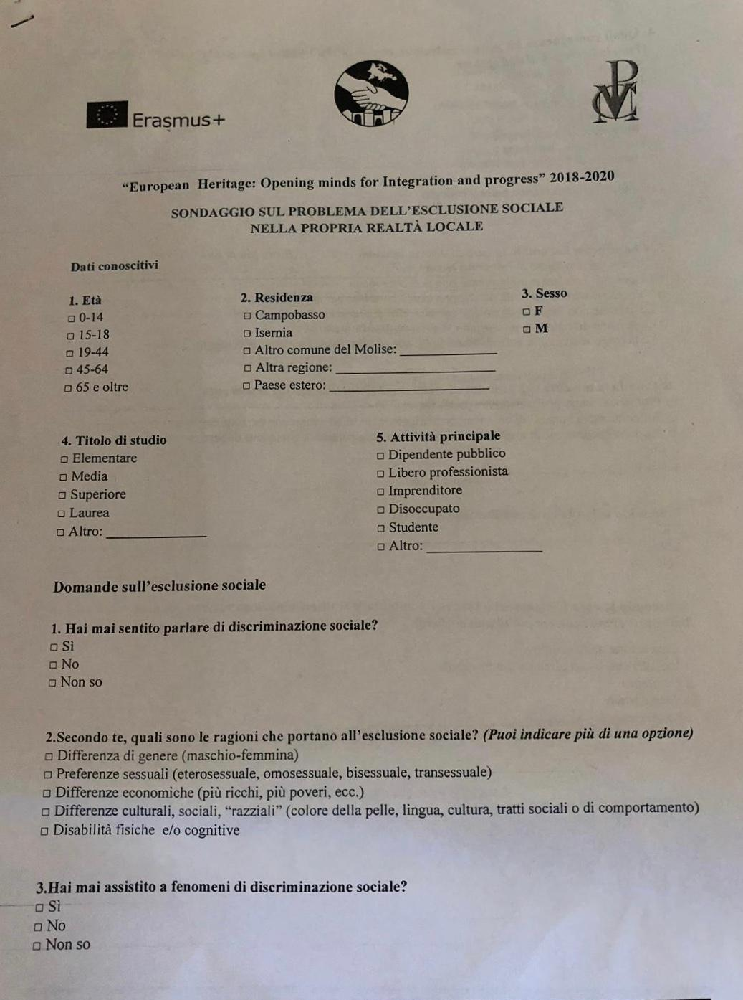 Erasmus+
"European Heritage: Opening minds for Integration and progress" 2018-2020
SONDAGGIO SUL PROBLEMA DELL'ESCLUSIONE SOCIALE
NELLA PROPRIA REALTÀ LOCALE
Dati conoscitivi
1. Età
□ 0-14
□ 15-18
□ 19-44
□ 45-64
□ 65 e oltre
2. Residenza
□ Campobasso
□ Isernia
□ Altro comune del Molise: ______________
□ Altra regione: ______________
□ Paese estero: ______________
3. Sesso
□ F
□ M
4. Titolo di studio
□ Elementare
□ Media
□ Superiore
□ Laurea
□ Altro: ______________
5. Attività principale
□ Dipendente pubblico
□ Libero professionista
□ Imprenditore
□ Disoccupato
□ Studente
□ Altro: ______________
Domande sull'esclusione sociale
1. Hai mai sentito parlare di discriminazione sociale?
□ Sì
□ No
□ Non so
2.Secondo te, quali sono le ragioni che portano all'esclusione sociale? (Puoi indicare più di una opzione)
□ Differenza di genere (maschio-femmina)
□ Preferenze sessuali (eterosessuale, omosessuale, bisessuale, transessuale)
□ Differenze economiche (più ricchi, più poveri, ecc.)
□ Differenze culturali, sociali, "razziali" (colore della pelle, lingua, cultura, tratti sociali o di comportamento)
□ Disabilità fisiche e/o cognitive
3.Hai mai assistito a fenomeni di discriminazione sociale?
□ Sì
□ No
□ Non so